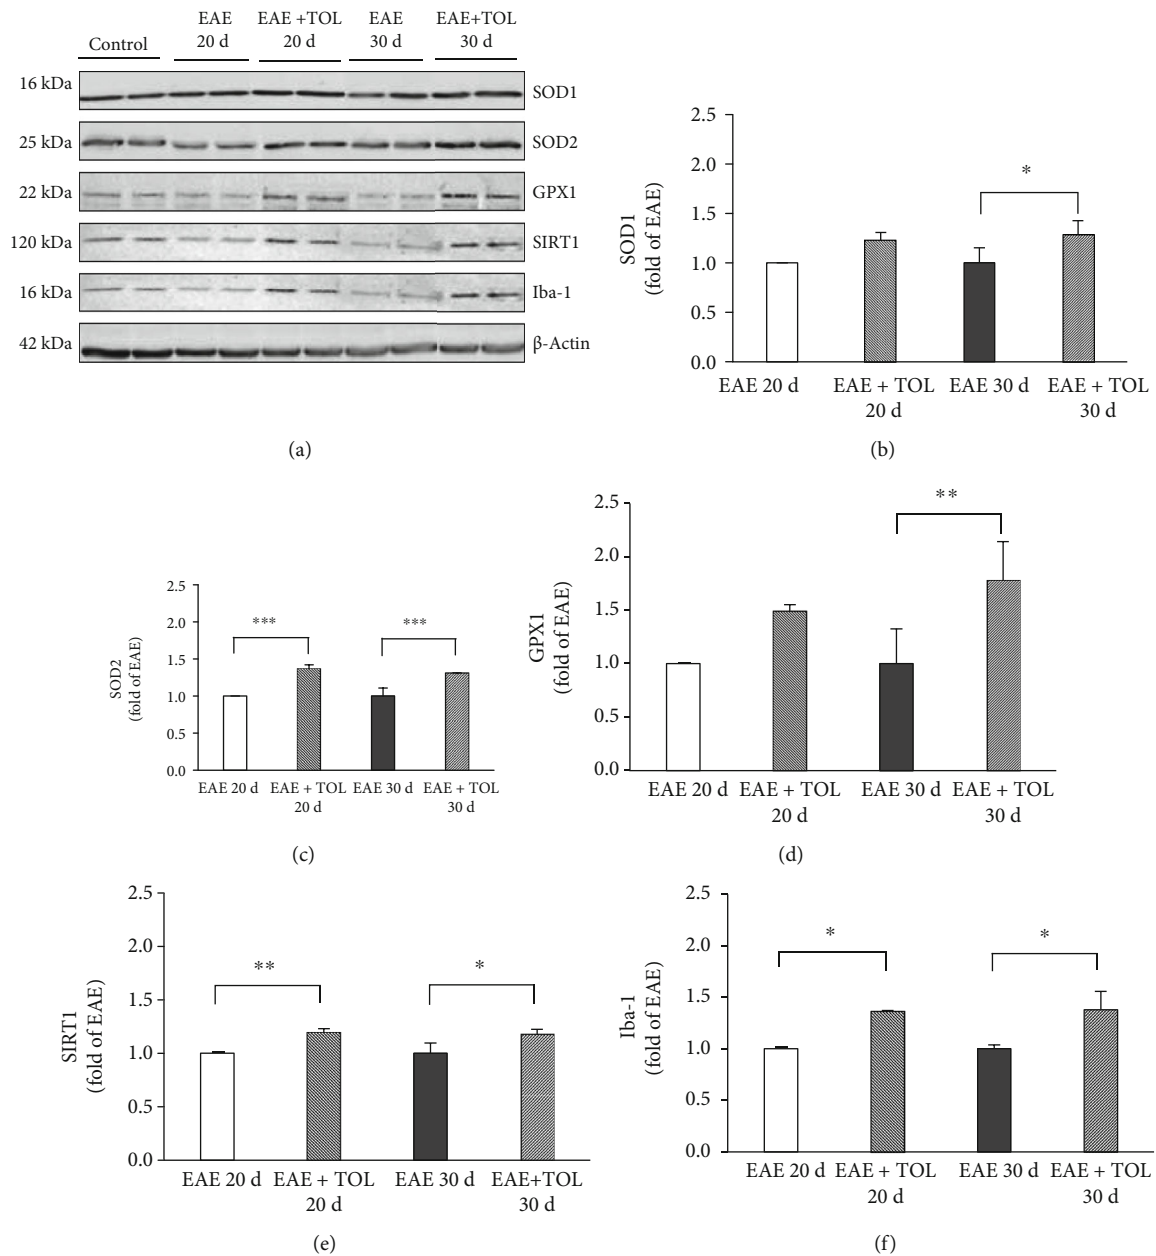 Control
EAE
20 d
EAE +TOL
20 d
EAE
30 d
EAE+TOL
30 d
16 kDa
SOD1
25 kDa
SOD2
22 kDa
GPX1
120 kDa
SIRT1
16 kDa
Iba-1
42 kDa
β-Actin
(a)
SOD1
(fold of EAE)
2.5
2.0
1.5
1.0
0.5
0.0
*
EAE 20 d
EAE + TOL
20 d
EAE 30 d
EAE + TOL
30 d
(b)
SOD2
(fold of EAE)
2.5
2.0
1.5
1.0
0.5
0.0
***
***
EAE 20 d
EAE + TOL
20 d
EAE 30 d
EAE + TOL
30 d
(c)
GPX1
(fold of EAE)
2.5
2.0
1.5
1.0
0.5
0.0
**
EAE 20 d
EAE + TOL
20 d
EAE 30 d
EAE + TOL
30 d
(d)
SIRT1
(fold of EAE)
2.5
2.0
1.5
1.0
0.5
0.0
**
*
EAE 20 d
EAE + TOL
20 d
EAE 30 d
EAE+TOL
30 d
(e)
Iba-1
(fold of EAE)
2.5
2.0
1.5
1.0
0.5
0.0
*
*
EAE 20 d
EAE + TOL
20 d
EAE 30 d
EAE + TOL
30 d
(f)